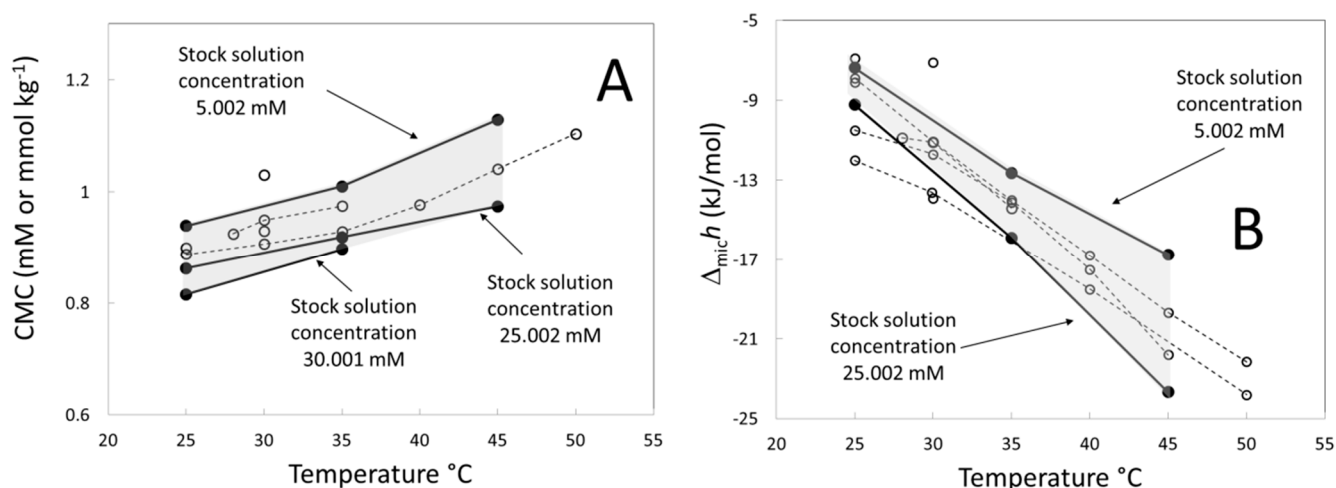 A
CMC (mM or mmol kg⁻¹)
1.2
1
0.8
0.6
Stock solution
concentration
5.002 mM
Stock solution
concentration
30.001 mM
Stock solution
concentration
25.002 mM
20 25 30 35 40 45 50 55
Temperature °C
B
Δmich (kJ/mol)
-5
-9
-13
-17
-21
-25
Stock solution
concentration
5.002 mM
Stock solution
concentration
25.002 mM
20 25 30 35 40 45 50 55
Temperature °C